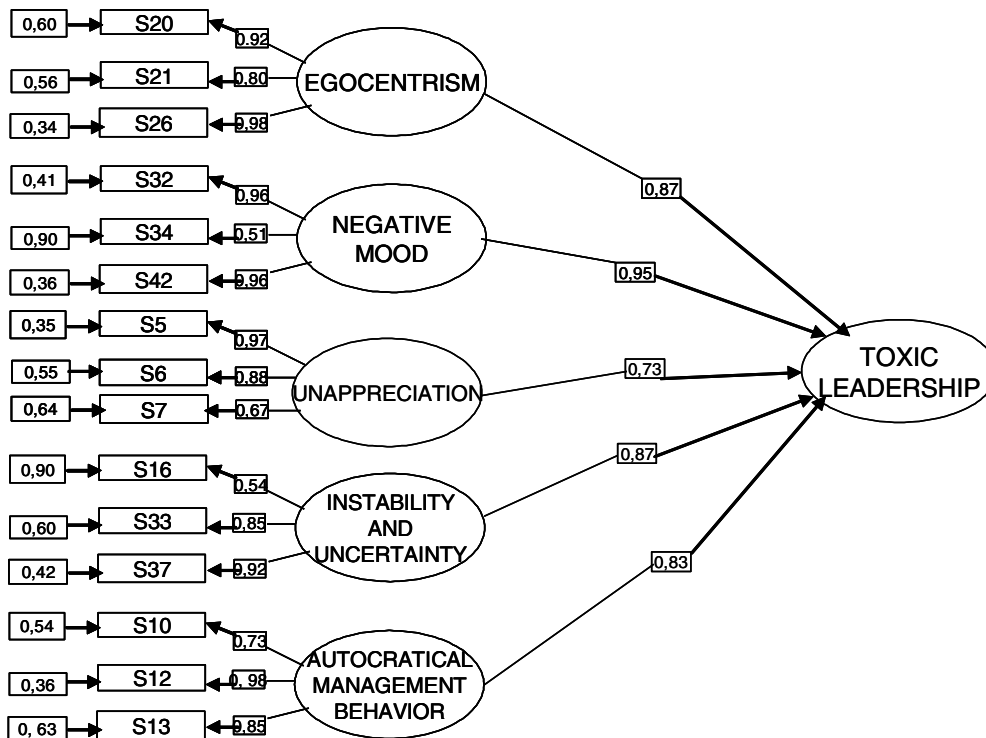 0,60 S20 0.92
0,56 S21 0,80
0,34 S26 0,98
EGOCENTRISM
0,87
0,41 S32 0,96
0,90 S34 0,51
0,36 S42 0,96
NEGATIVE
MOOD
0,95
0,35 S5 0,97
0,55 S6 0,88
0,64 S7 0,67
UNAPPRECIATION
0,73
0,90 S16 0,54
0,60 S33 0,85
0,42 S37 0,92
INSTABILITY
AND
UNCERTAINTY
0,87
0,54 S10 0,73
0,36 S12 0, 98
0, 63 S13 0,85
AUTOCRATICAL
MANAGEMENT
BEHAVIOR
0,83
TOXIC
LEADERSHIP